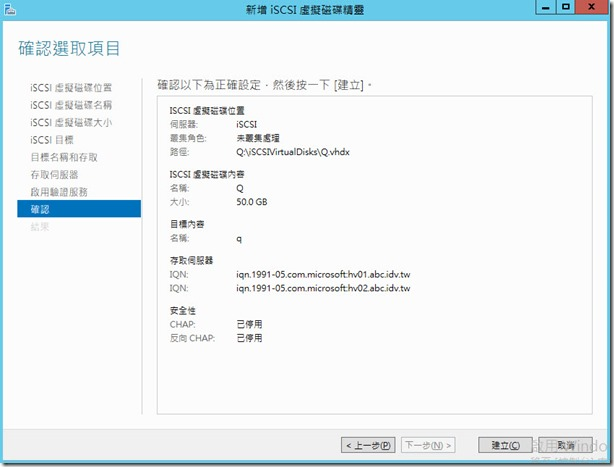 新增 iSCSI 虛擬磁碟精靈
確認選取項目
iSCSI 虛擬磁碟位置
iSCSI 虛擬磁碟名稱
iSCSI 虛擬磁碟大小
iSCSI 目標
目標名稱和存取
存取伺服器
啟用驗證服務
確認
結果
確認以下為正確設定，然後按一下 [建立]。
ISCSI 虛擬磁碟位置
伺服器: iSCSI
叢集角色: 未叢集處理
路徑: Q:\iSCSIVirtualDisks\Q.vhdx
ISCSI 虛擬磁碟內容
名稱: Q
大小: 50.0 GB
目標內容
名稱: q
存取伺服器
IQN: iqn.1991-05.com.microsoft:hv01.abc.idv.tw
IQN: iqn.1991-05.com.microsoft:hv02.abc.idv.tw
安全性
CHAP: 已停用
反向 CHAP: 已停用
< 上一步(P) 下一步(N) > 建立(C) 取消
啟用 Windo